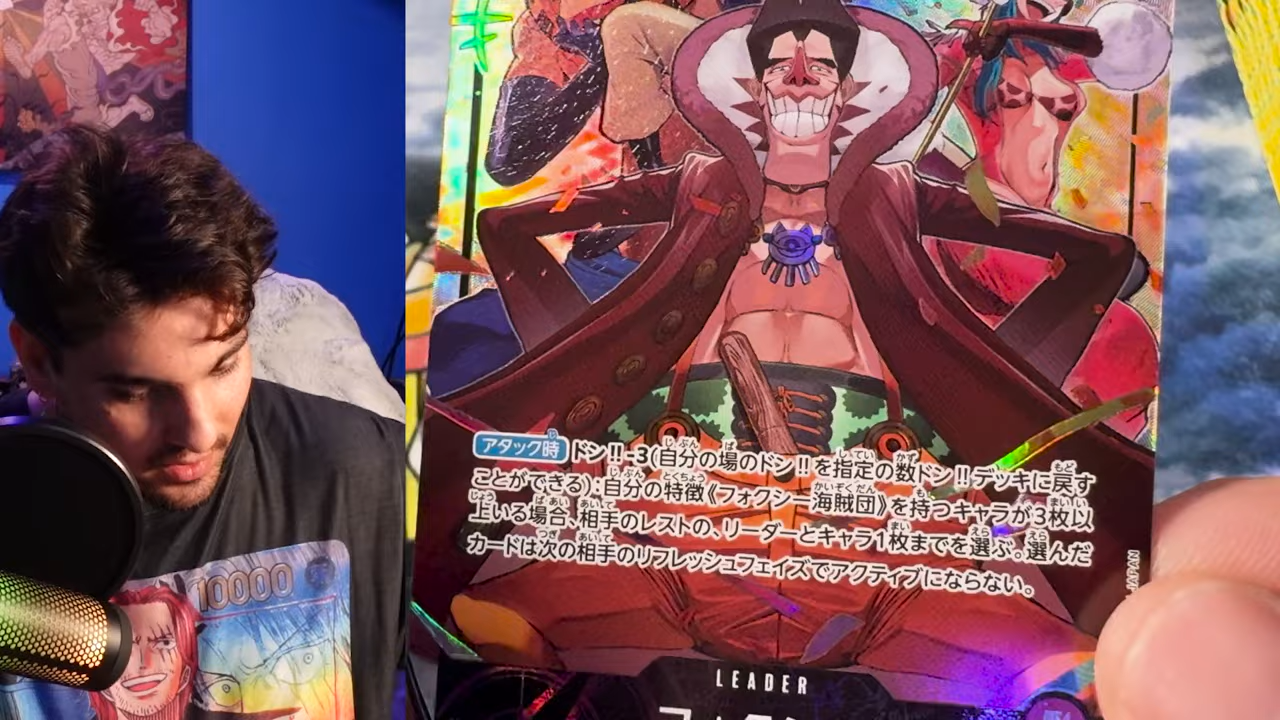 アタック時 ドン!!-3(自分の場のドン!!を指定の数ドン!!デッキに戻す
ことができる):自分の特徴《フォクシー海賊団》を持つキャラが3枚以
上いる場合、相手のレストの、リーダーとキャラ1枚までを選ぶ。選んだ
カードは次の相手のリフレッシュフェイズでアクティブにならない。
JAPAN
LEADER
10000